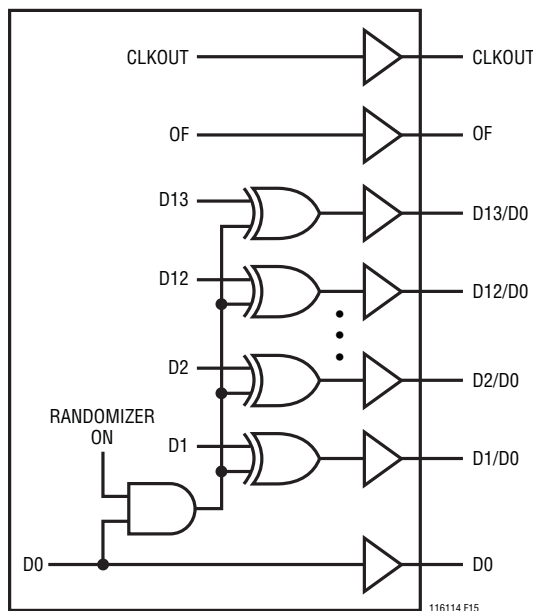 CLKOUT CLKOUT
OF OF
D13 D13/D0
D12 D12/D0
D2 D2/D0
RANDOMIZER
ON
D1 D1/D0
D0 D0
116114 F15